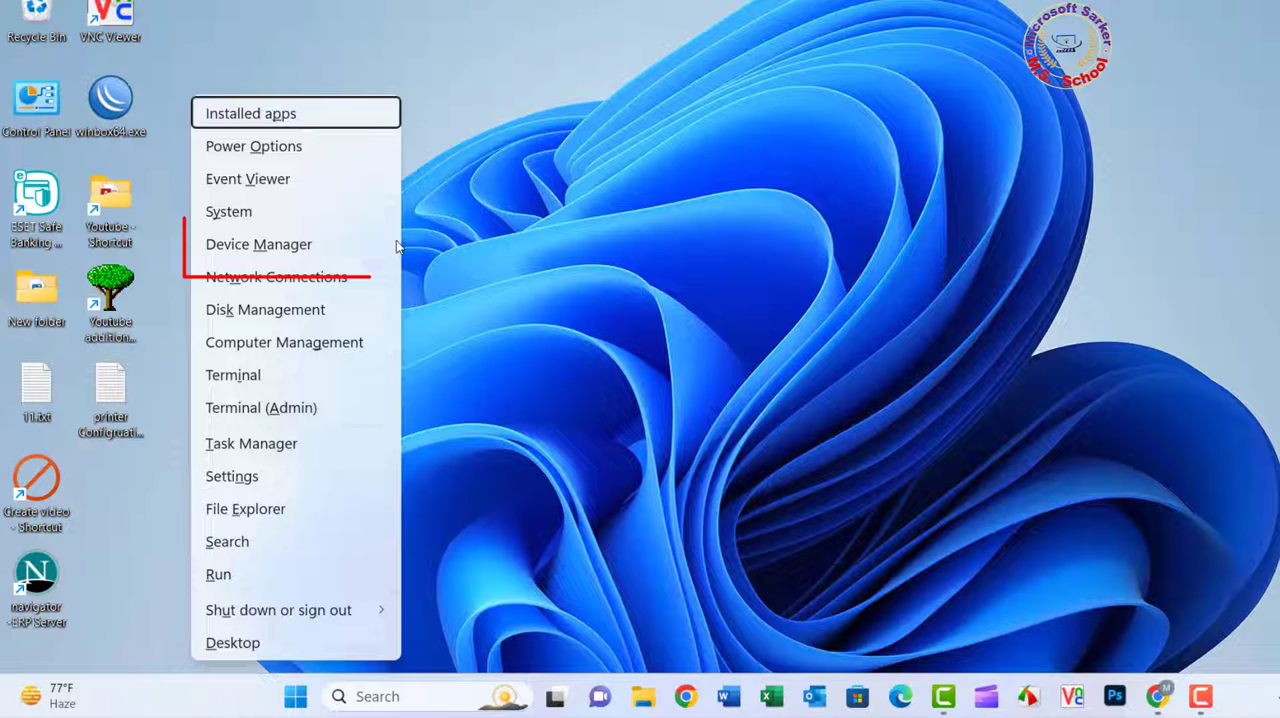 Recycle Bin
VNC Viewer
Microsoft Sarker
M.S. School
Control Panel
winbox64.exe
ESET Safe
Banking ...
Youtube -
Shortcut
New folder
Youtube
addition...
11.txt
printer
Configruati...
Create video
- Shortcut
N
navigator
-ERP Server
Installed apps
Power Options
Event Viewer
System
Device Manager
Network Connections
Disk Management
Computer Management
Terminal
Terminal (Admin)
Task Manager
Settings
File Explorer
Search
Run
Shut down or sign out
Desktop
77°F
Haze
Search
Ps
M